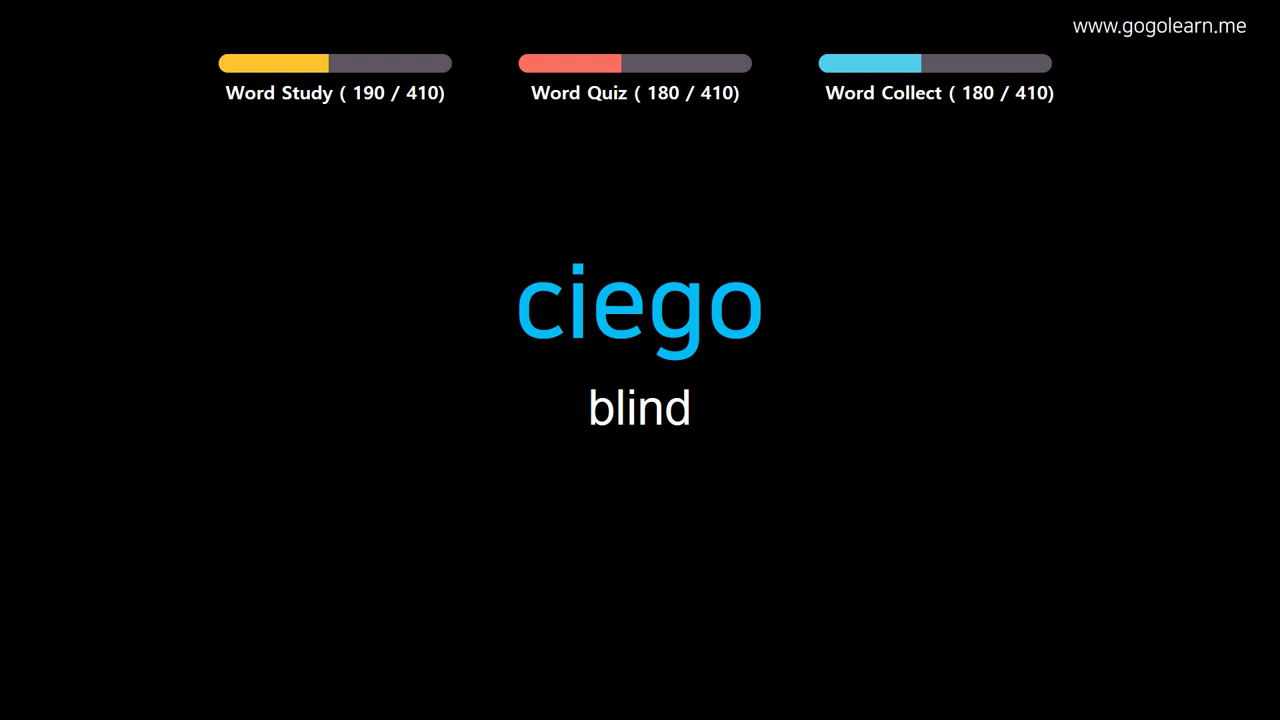 www.gogolearn.me
Word Study ( 190 / 410)
Word Quiz ( 180 / 410)
Word Collect ( 180 / 410)
ciego
blind